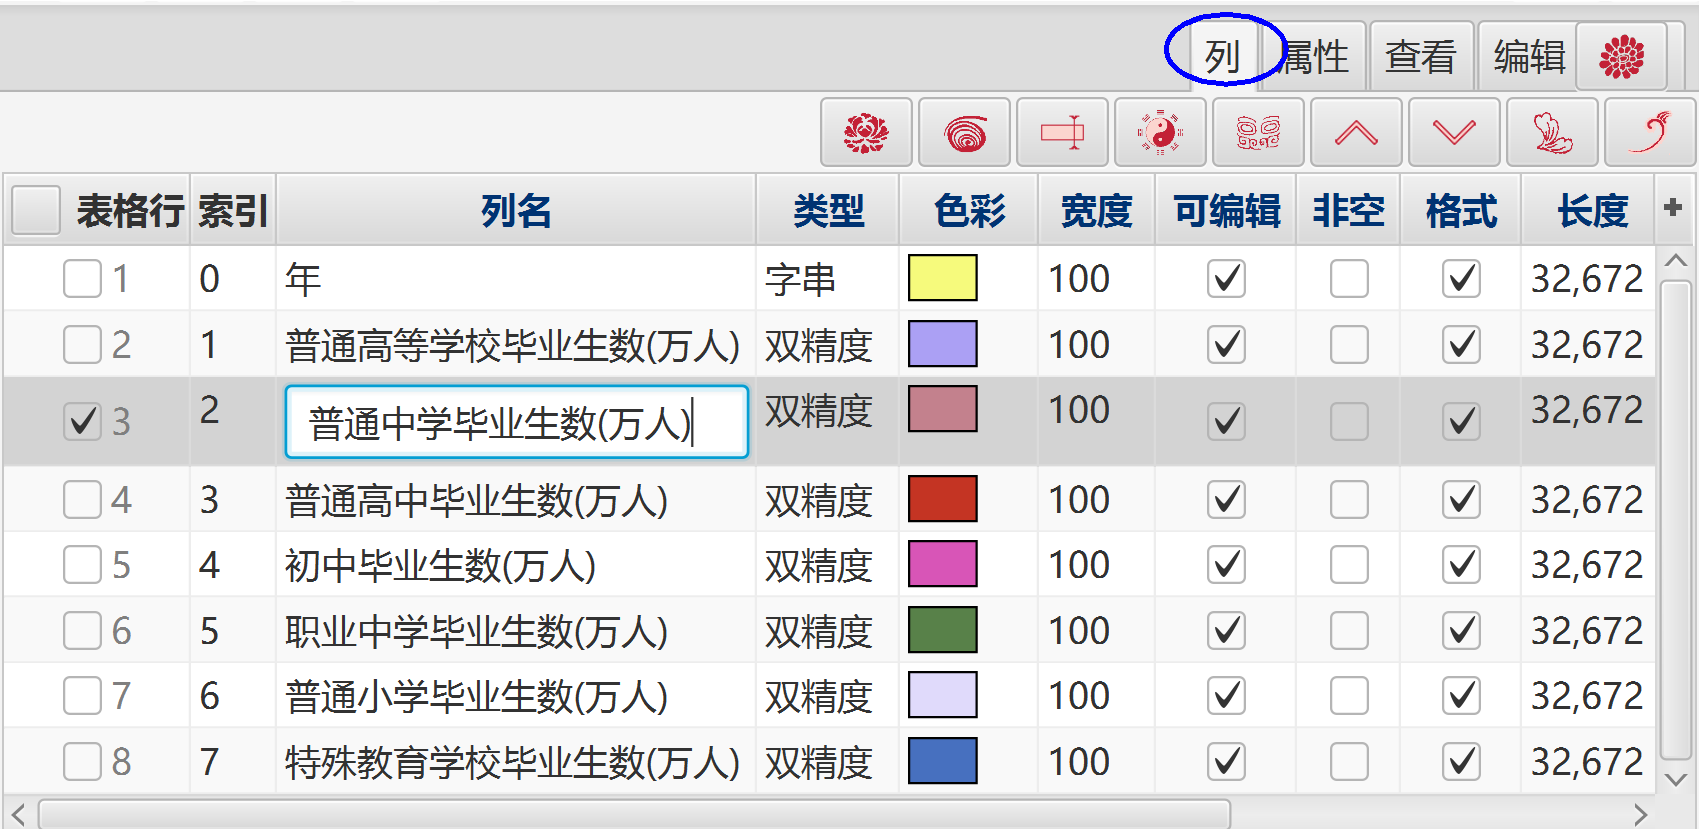 列 属性 查看 编辑
表格行 索引 列名 类型 色彩 宽度 可编辑 非空 格式 长度 +
1 0 年 字串 100 32,672
2 1 普通高等学校毕业生数(万人) 双精度 100 32,672
3 2 普通中学毕业生数(万人) 双精度 100 32,672
4 3 普通高中毕业生数(万人) 双精度 100 32,672
5 4 初中毕业生数(万人) 双精度 100 32,672
6 5 职业中学毕业生数(万人) 双精度 100 32,672
7 6 普通小学毕业生数(万人) 双精度 100 32,672
8 7 特殊教育学校毕业生数(万人) 双精度 100 32,672